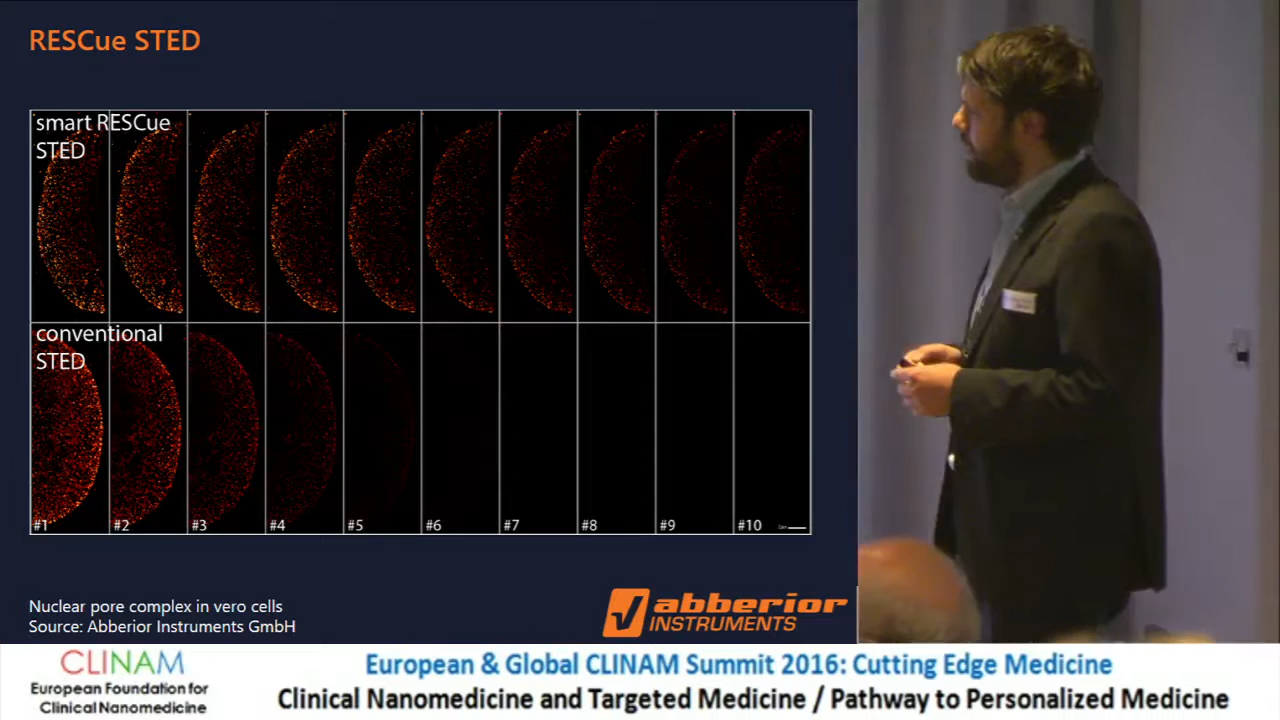 RESCue STED
smart RESCue
STED
conventional
STED
#1 #2 #3 #4 #5 #6 #7 #8 #9 #10
Nuclear pore complex in vero cells
Source: Abberior Instruments GmbH
abberior
INSTRUMENTS
CLINAM
European Foundation for
Clinical Nanomedicine
European & Global CLINAM Summit 2016: Cutting Edge Medicine
Clinical Nanomedicine and Targeted Medicine / Pathway to Personalized Medicine